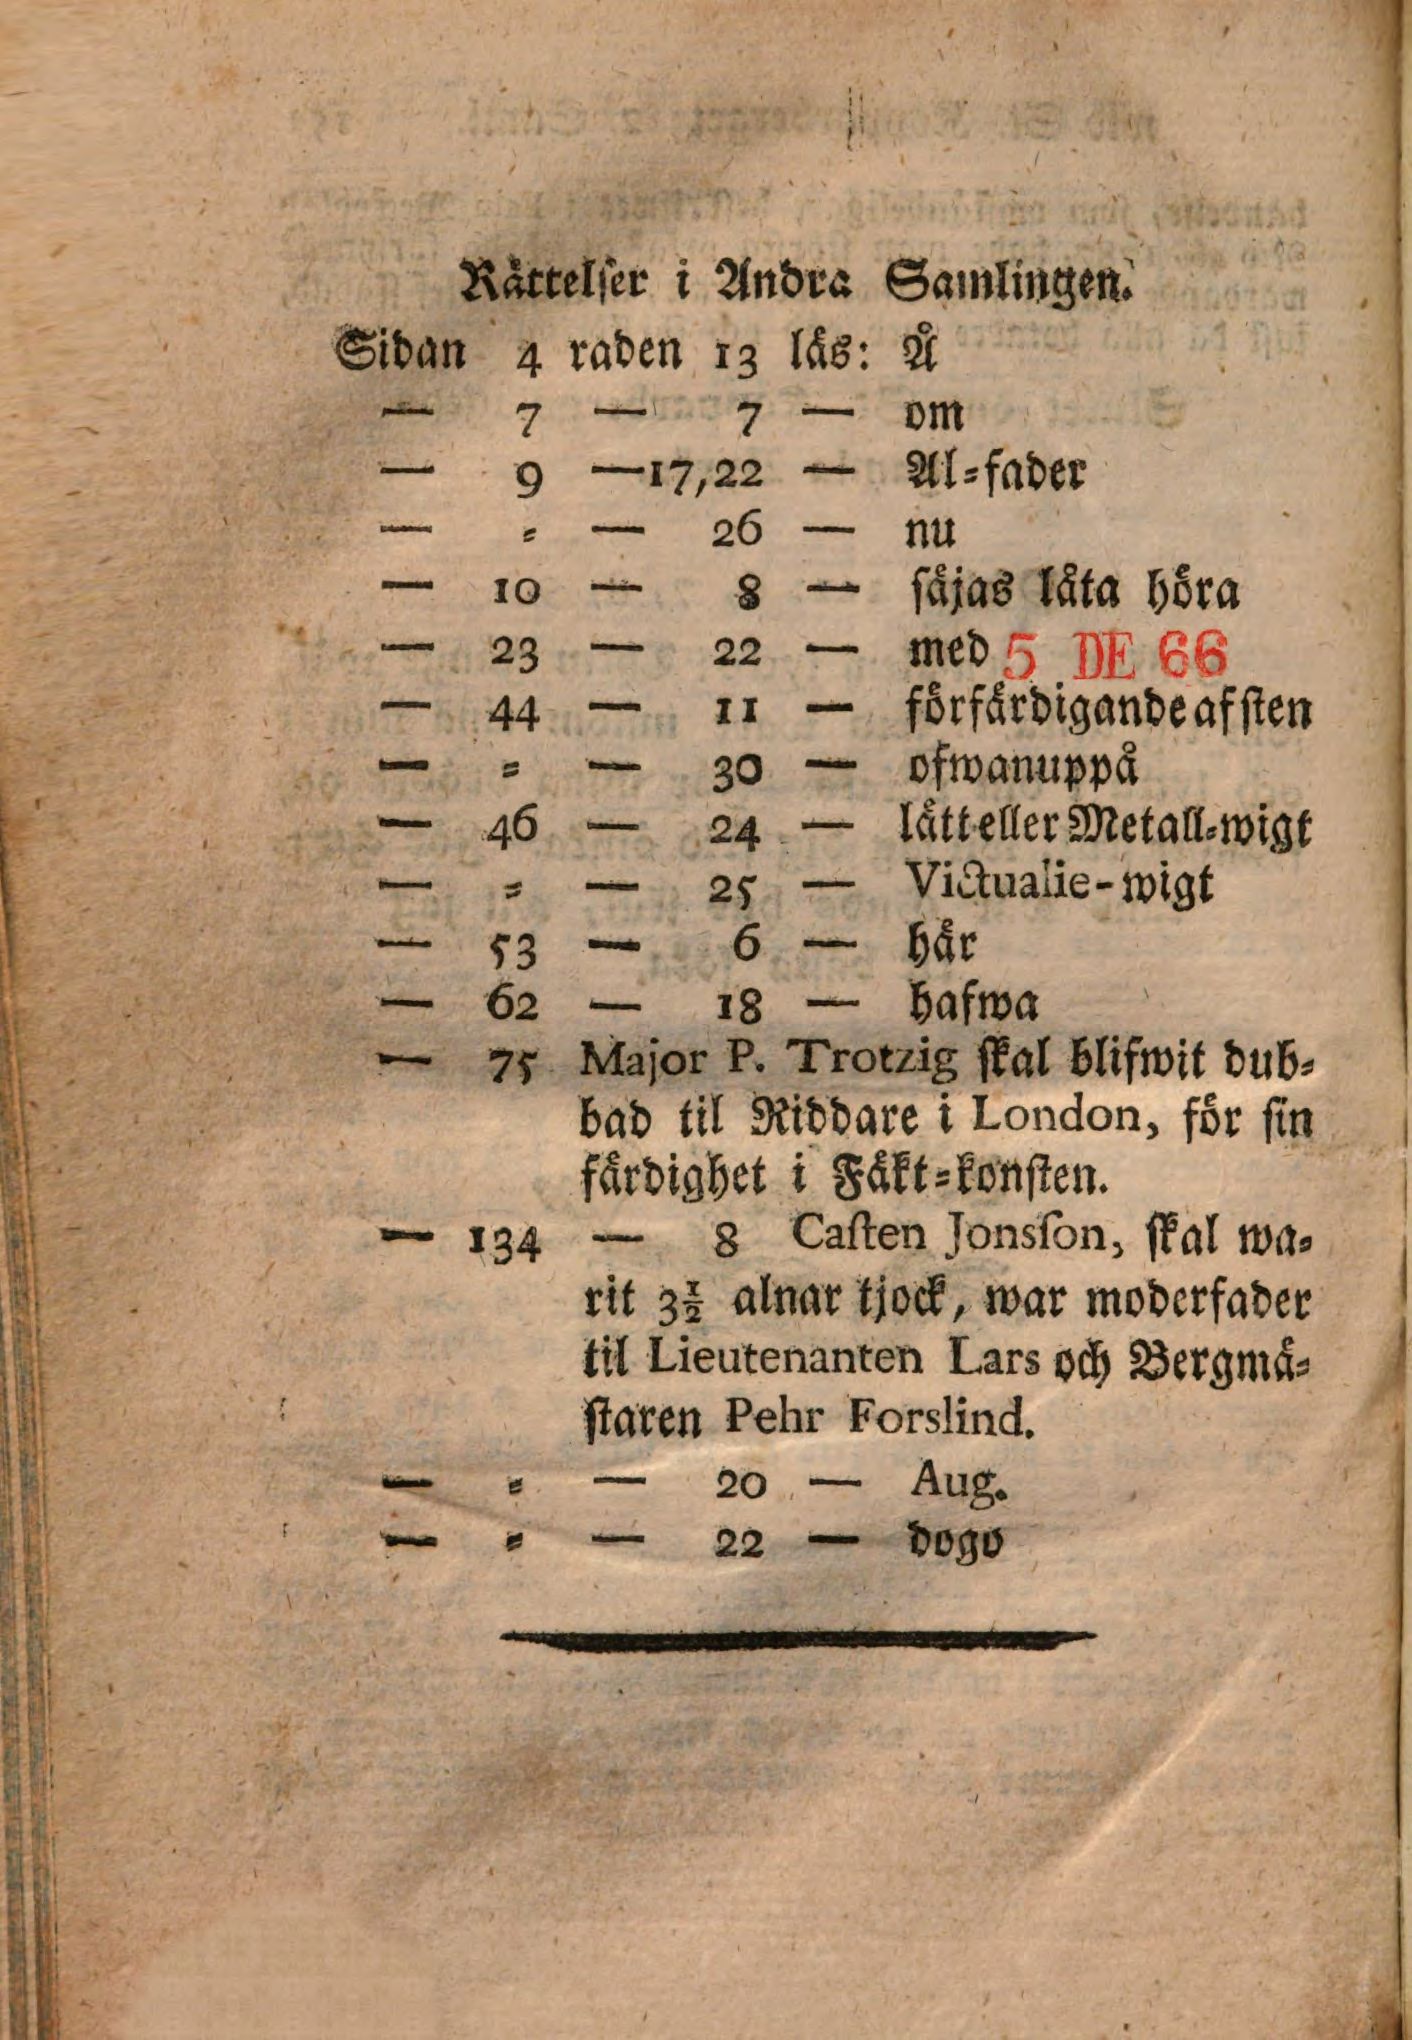 Rättelser i Andra Samlingen.
Sidan 4 raden 13 läs: Å
— 7 — 7 — om
— 9 —17,22 — Al=fader
— = — 26 — nu
— 10 — 8 — säjas låta höra
— 23 — 22 — med 5 DE 66
— 44 — 11 — förfärdigande af sten
— = — 30 — ofwanuppå
— 46 — 24 — lätt eller Metall=wigt
— = — 25 — Victualie-wigt
— 53 — 6 — här
— 62 — 18 — hafwa
— 75 Major P. Trotzig skal blifwit dub=
bad til Riddare i London, för sin
färdighet i Fäkt=konsten.
— 134 — 8 Casten Jonsson, skal wa=
rit 3½ alnar tjock, war moderfader
til Lieutenanten Lars och Bergmä=
staren Pehr Forslind.
— = — 20 — Aug.
— = — 22 — dogo